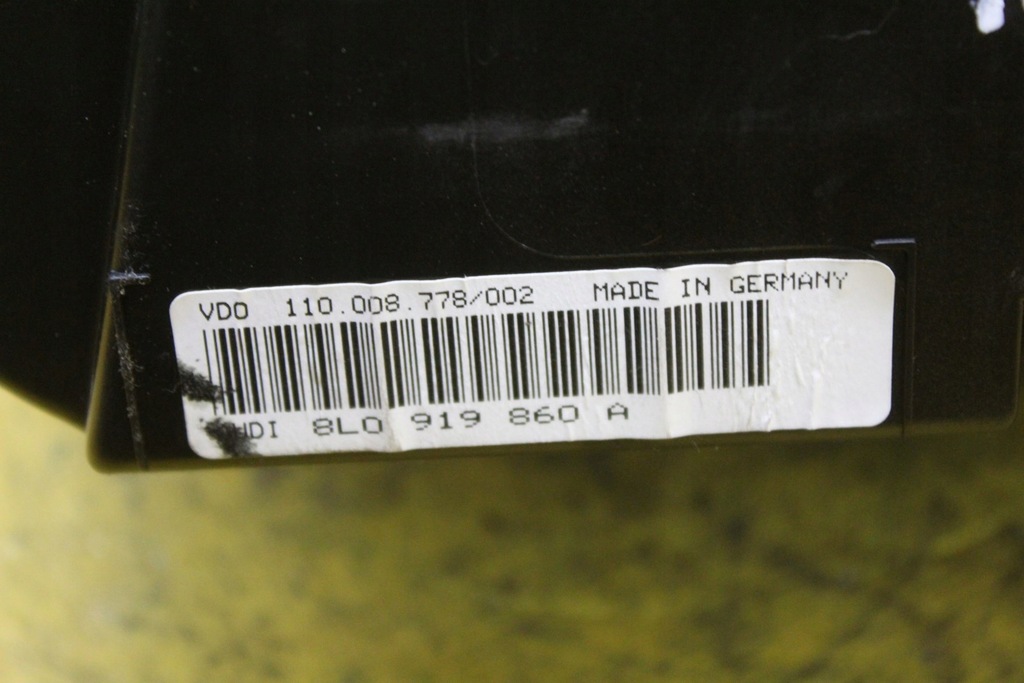 VDO 110.008.778/002 MADE IN GERMANY
8L0 919 860 A